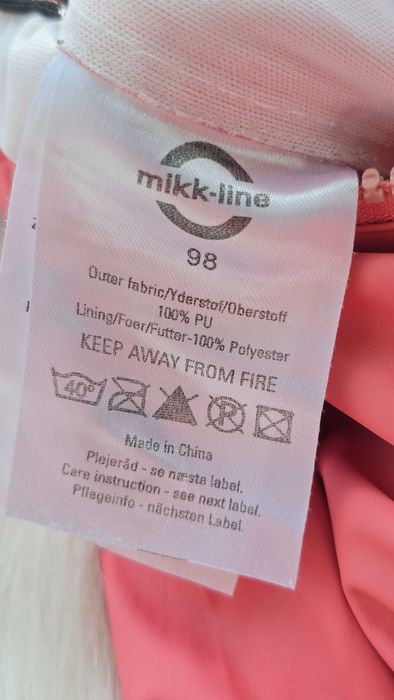 mikk-line
98
Outer fabric/Yderstof/Oberstoff
100% PU
Lining/Foer/Futter-100% Polyester
KEEP AWAY FROM FIRE
40°
Made in China
Plejeråd - se næste label.
Care instruction - see next label.
Pflegeinfo - nächsten Label.